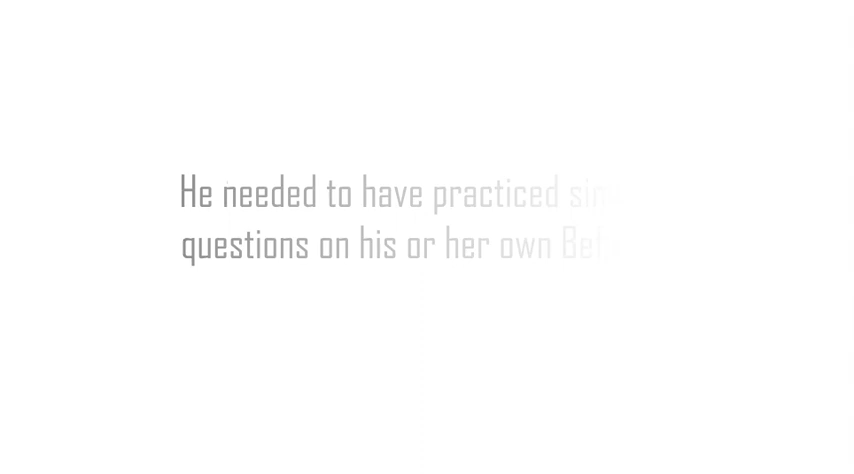 He needed to have practiced
questions on his or her own